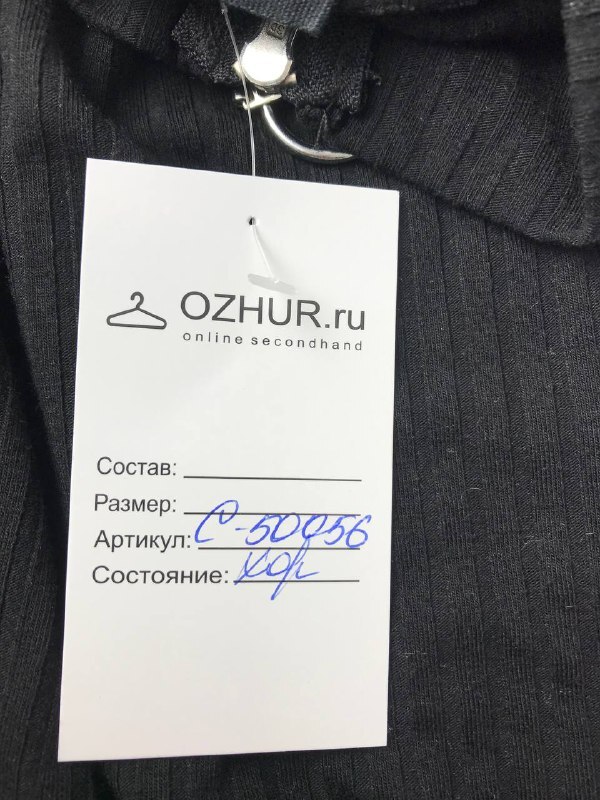 OZHUR.ru
online secondhand
Состав:
Размер:
Артикул: С-50056
Состояние: хор